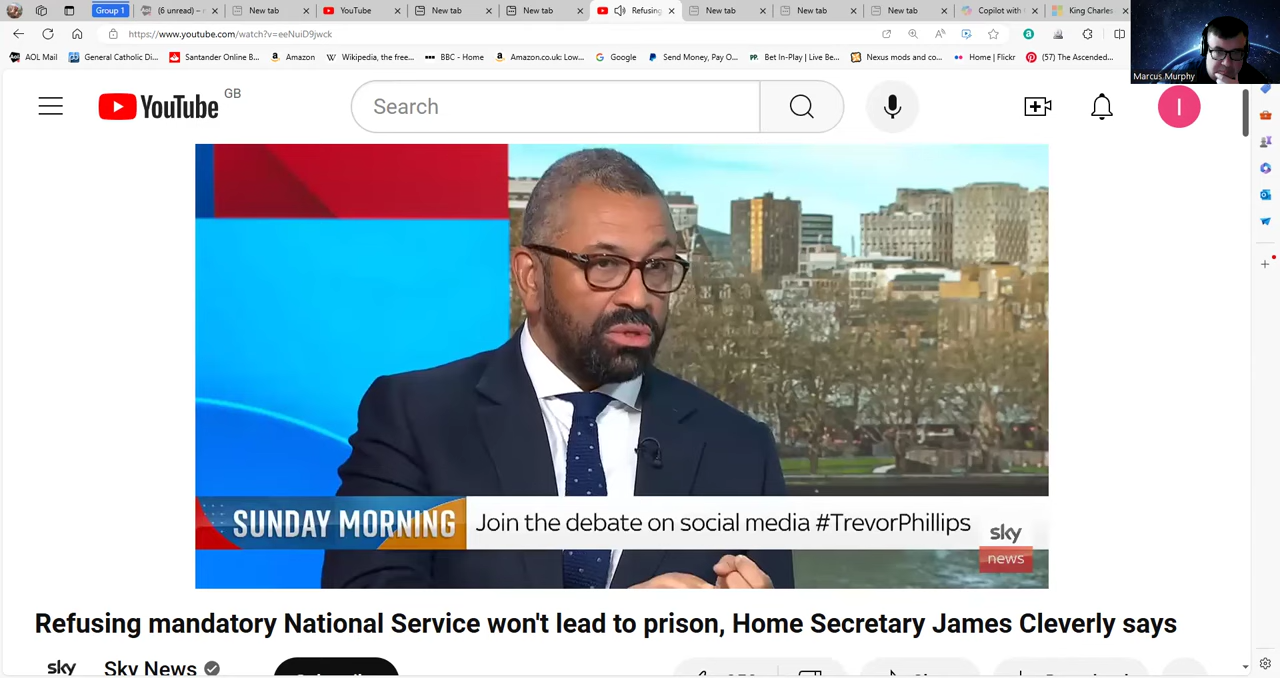 Group 1
(6 unread) –
New tab
YouTube
New tab
New tab
Refusing
New tab
New tab
New tab
Copilot with
King Charles
https://www.youtube.com/watch?v=eeNuiD9jwck
AOL Mail
General Catholic Di...
Santander Online B...
Amazon
Wikipedia, the free...
BBC - Home
Amazon.co.uk: Low...
Google
Send Money, Pay O...
Bet In-Play | Live Be...
Nexus mods and co...
Home | Flickr
(57) The Ascended...
Marcus Murphy
YouTube GB
Search
I
SUNDAY MORNING
Join the debate on social media #TrevorPhillips
sky
news
Refusing mandatory National Service won't lead to prison, Home Secretary James Cleverly says
sky
Sky News